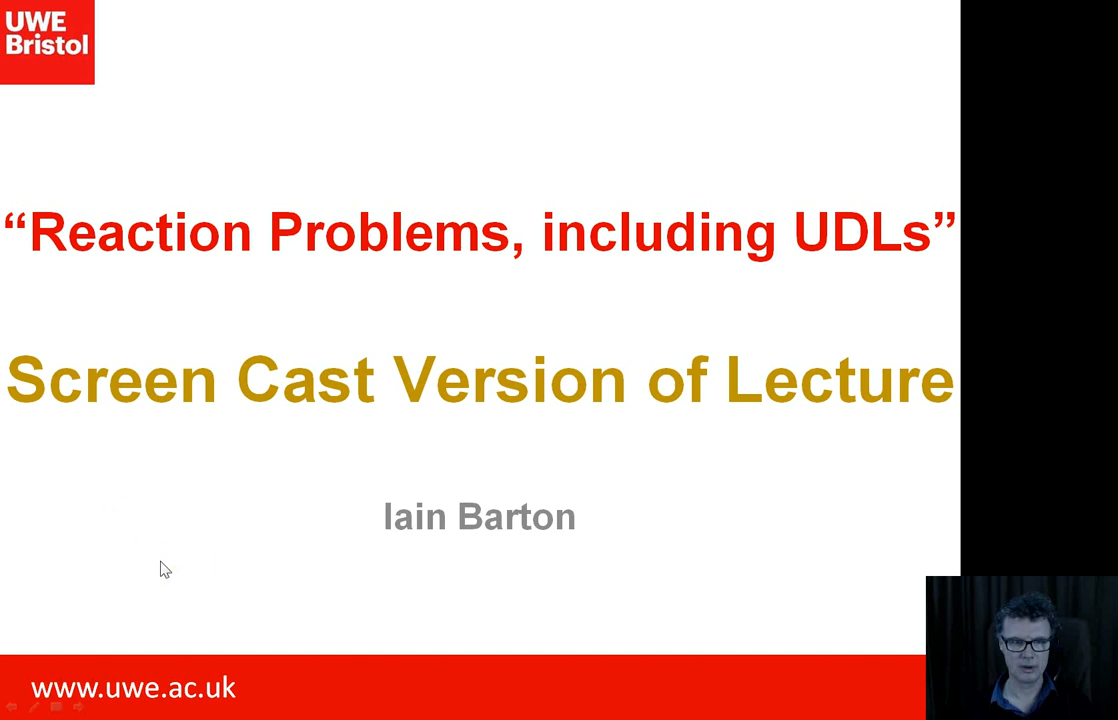 UWE
Bristol
“Reaction Problems, including UDLs”
Screen Cast Version of Lecture
Iain Barton
www.uwe.ac.uk